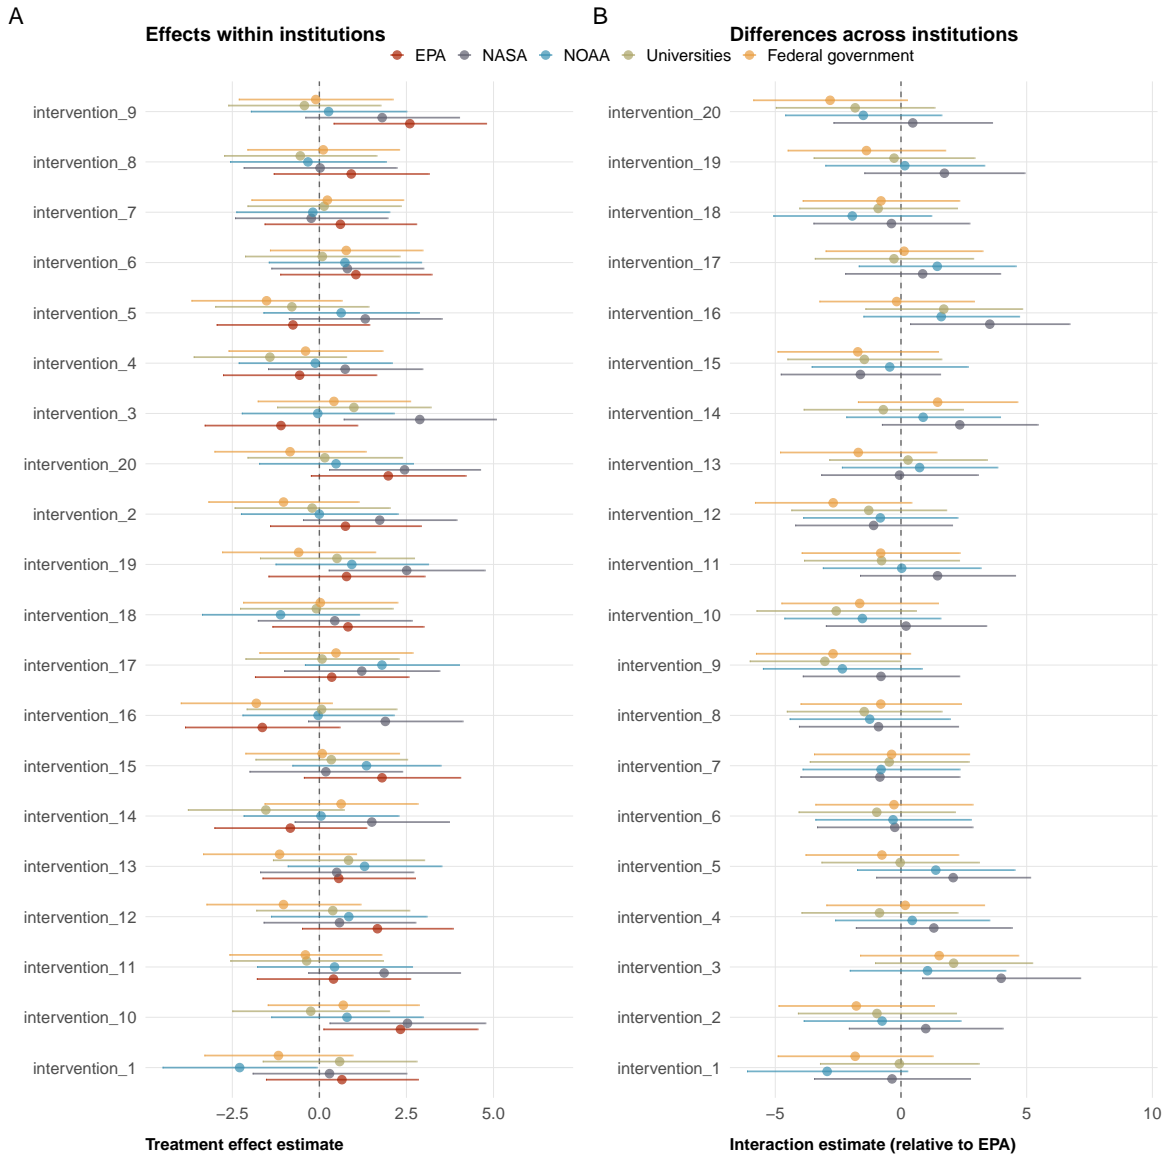 A
B
Effects within institutions
Differences across institutions
EPA NASA NOAA Universities Federal government
intervention_9
intervention_8
intervention_7
intervention_6
intervention_5
intervention_4
intervention_3
intervention_20
intervention_2
intervention_19
intervention_18
intervention_17
intervention_16
intervention_15
intervention_14
intervention_13
intervention_12
intervention_11
intervention_10
intervention_1
−2.5 0.0 2.5 5.0
Treatment effect estimate
intervention_20
intervention_19
intervention_18
intervention_17
intervention_16
intervention_15
intervention_14
intervention_13
intervention_12
intervention_11
intervention_10
intervention_9
intervention_8
intervention_7
intervention_6
intervention_5
intervention_4
intervention_3
intervention_2
intervention_1
−5 0 5 10
Interaction estimate (relative to EPA)